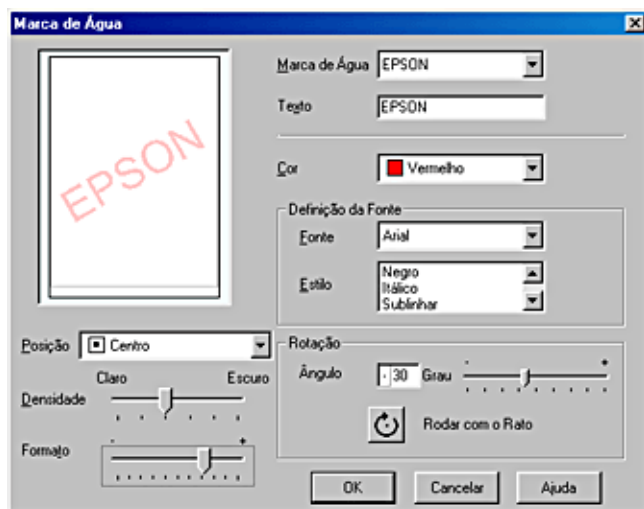 Marca de Água
EPSON
Marca de Água EPSON
Texto EPSON
Cor Vermelho
Definição da Fonte
Fonte Arial
Estilo Negro
Itálico
Sublinhar
Posição Centro
Claro Escuro
Densidade
Formato - +
Rotação
Ângulo -30 Grau - +
Rodar com o Rato
OK Cancelar Ajuda